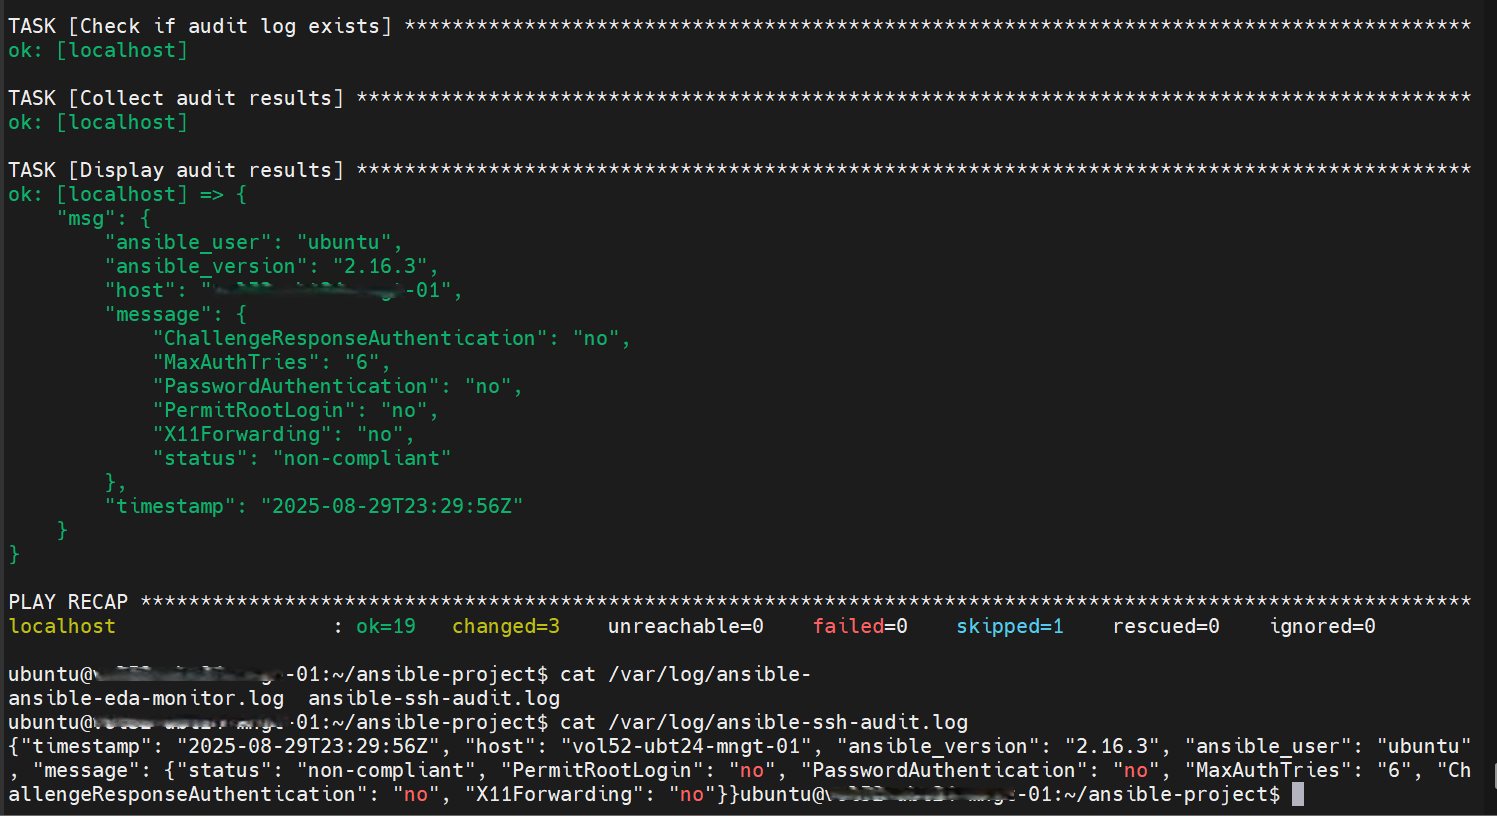 TASK [Check if audit log exists] *****************************************************************************************
ok: [localhost]
TASK [Collect audit results] *********************************************************************************************
ok: [localhost]
TASK [Display audit results] *********************************************************************************************
ok: [localhost] => {
    "msg": {
        "ansible_user": "ubuntu",
        "ansible_version": "2.16.3",
        "host": "-01",
        "message": {
            "ChallengeResponseAuthentication": "no",
            "MaxAuthTries": "6",
            "PasswordAuthentication": "no",
            "PermitRootLogin": "no",
            "X11Forwarding": "no",
            "status": "non-compliant"
        },
        "timestamp": "2025-08-29T23:29:56Z"
    }
}
PLAY RECAP ***************************************************************************************************************
localhost                  : ok=19   changed=3    unreachable=0    failed=0    skipped=1    rescued=0    ignored=0
ubuntu@-01:~/ansible-project$ cat /var/log/ansible-
ansible-eda-monitor.log  ansible-ssh-audit.log
ubuntu@-01:~/ansible-project$ cat /var/log/ansible-ssh-audit.log
{"timestamp": "2025-08-29T23:29:56Z", "host": "vol52-ubt24-mngt-01", "ansible_version": "2.16.3", "ansible_user": "ubuntu"
, "message": {"status": "non-compliant", "PermitRootLogin": "no", "PasswordAuthentication": "no", "MaxAuthTries": "6", "Ch
allengeResponseAuthentication": "no", "X11Forwarding": "no"}}ubuntu@-01:~/ansible-project$